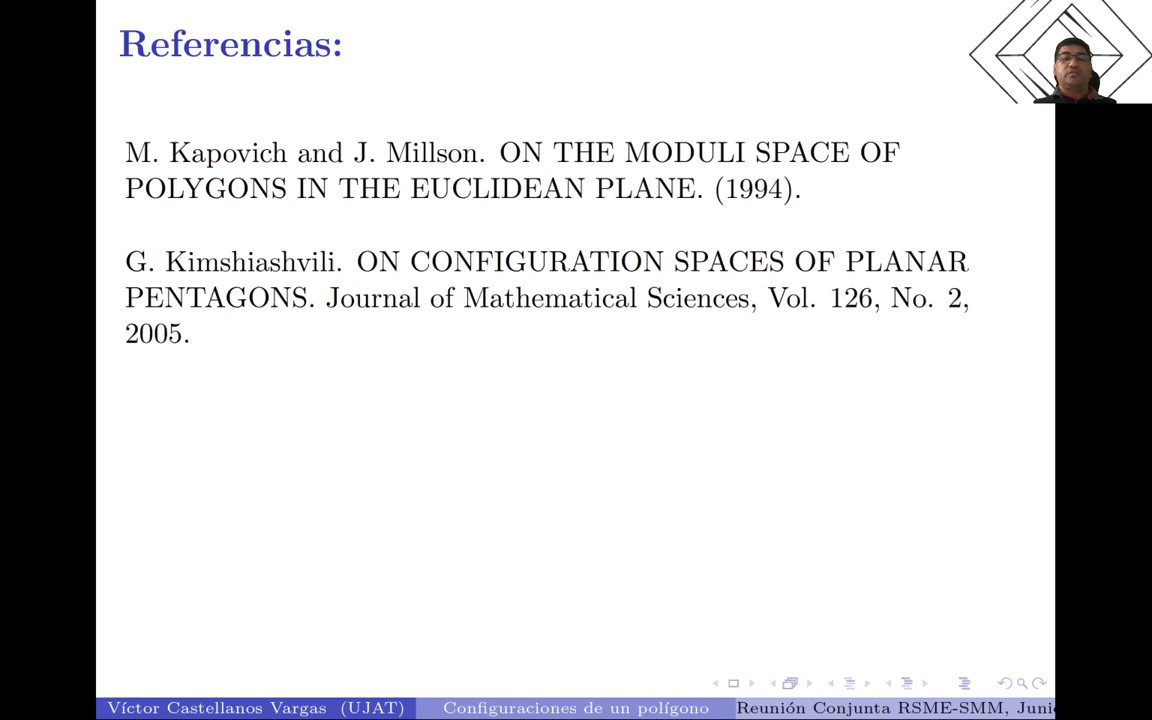 Referencias:
M. Kapovich and J. Millson. ON THE MODULI SPACE OF
POLYGONS IN THE EUCLIDEAN PLANE. (1994).
G. Kimshiashvili. ON CONFIGURATION SPACES OF PLANAR
PENTAGONS. Journal of Mathematical Sciences, Vol. 126, No. 2,
2005.
Víctor Castellanos Vargas (UJAT) Configuraciones de un polígono Reunión Conjunta RSME-SMM, Juni